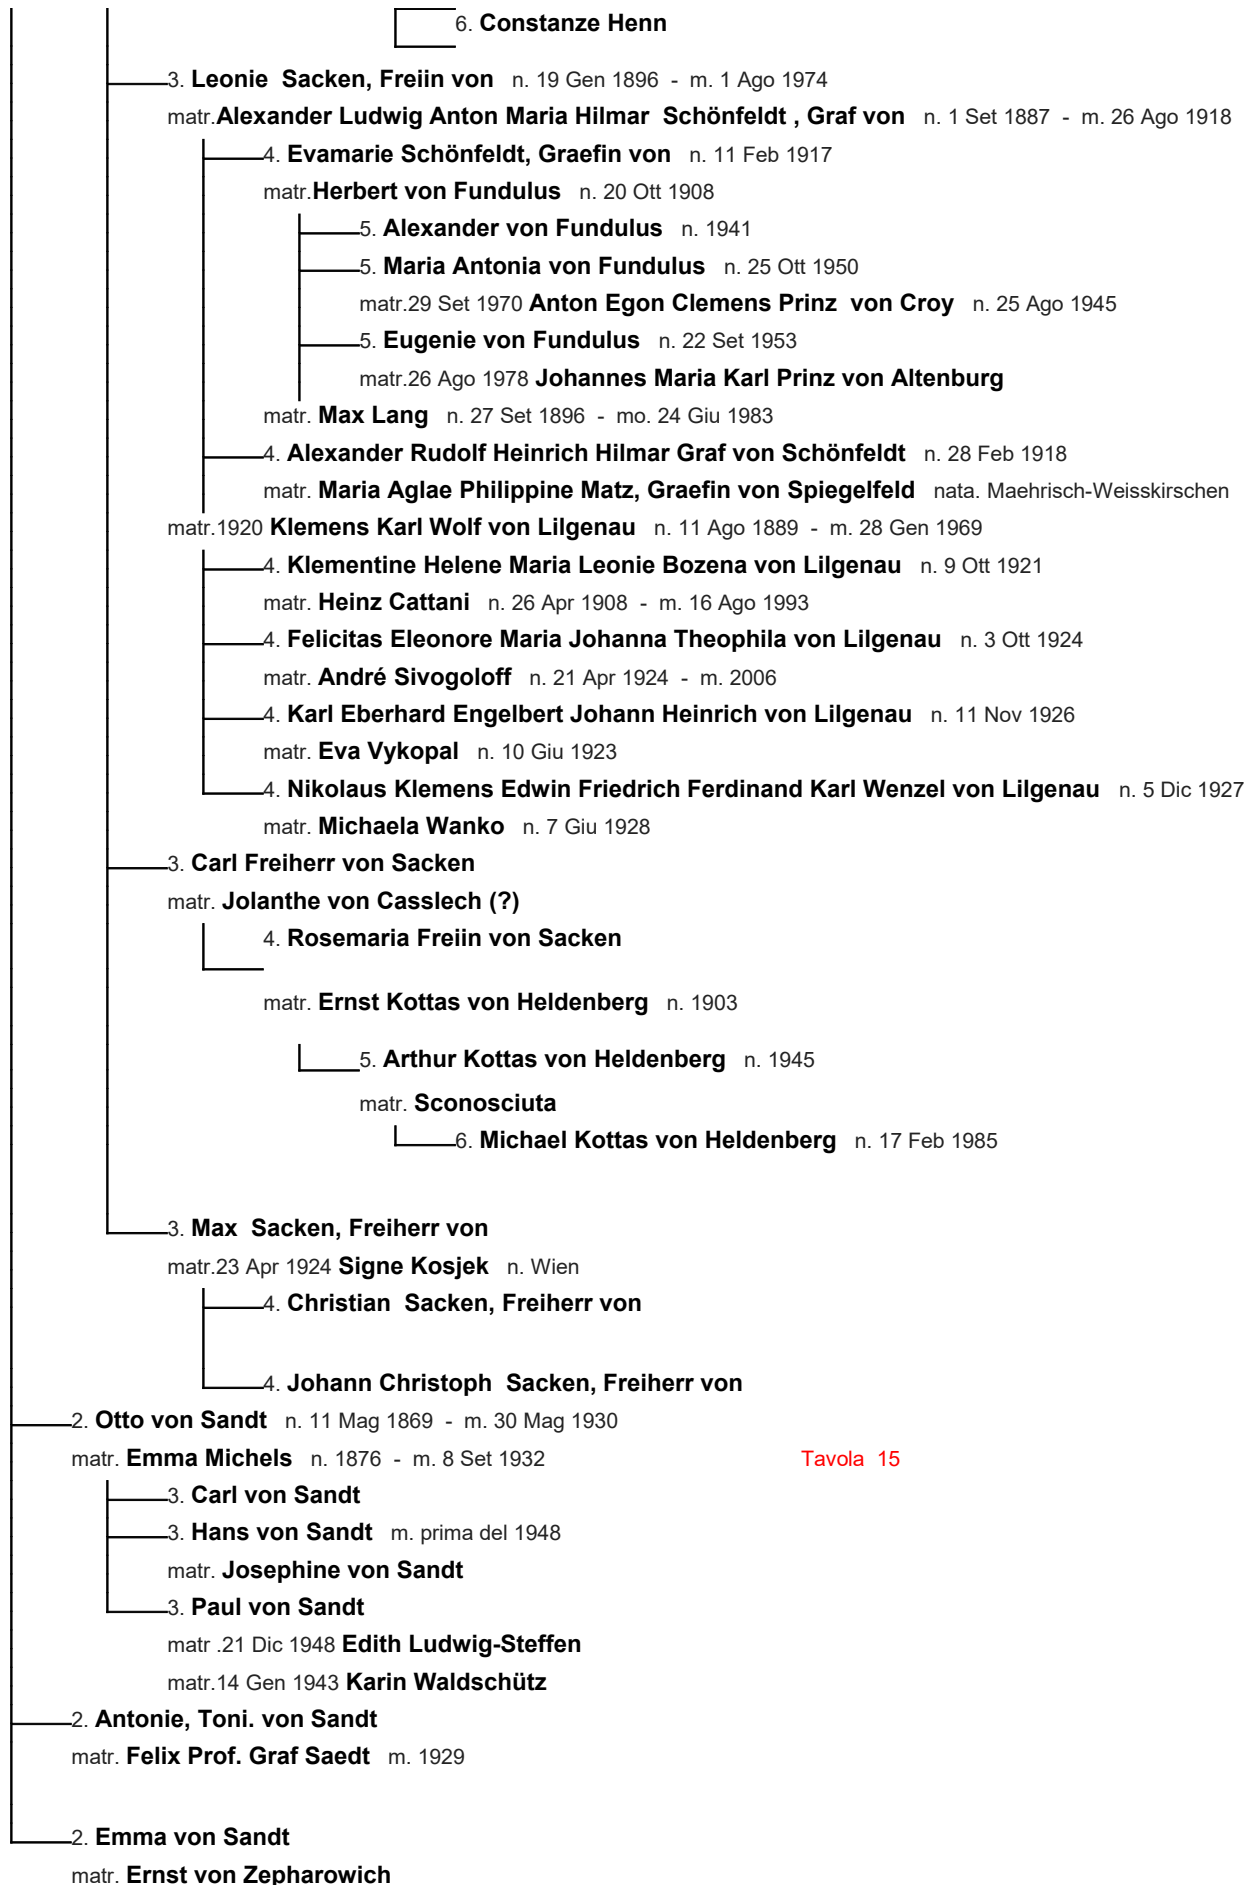 6. Constanze Henn
3. Leonie Sacken, Freiin von n. 19 Gen 1896 - m. 1 Ago 1974
matr.Alexander Ludwig Anton Maria Hilmar Schönfeldt , Graf von n. 1 Set 1887 - m. 26 Ago 1918
4. Evamarie Schönfeldt, Graefin von n. 11 Feb 1917
matr.Herbert von Fundulus n. 20 Ott 1908
5. Alexander von Fundulus n. 1941
5. Maria Antonia von Fundulus n. 25 Ott 1950
matr.29 Set 1970 Anton Egon Clemens Prinz von Croy n. 25 Ago 1945
5. Eugenie von Fundulus n. 22 Set 1953
matr.26 Ago 1978 Johannes Maria Karl Prinz von Altenburg
matr. Max Lang n. 27 Set 1896 - mo. 24 Giu 1983
4. Alexander Rudolf Heinrich Hilmar Graf von Schönfeldt n. 28 Feb 1918
matr. Maria Aglae Philippine Matz, Graefin von Spiegelfeld nata. Maehrisch-Weisskirschen
matr.1920 Klemens Karl Wolf von Lilgenau n. 11 Ago 1889 - m. 28 Gen 1969
4. Klementine Helene Maria Leonie Bozena von Lilgenau n. 9 Ott 1921
matr. Heinz Cattani n. 26 Apr 1908 - m. 16 Ago 1993
4. Felicitas Eleonore Maria Johanna Theophila von Lilgenau n. 3 Ott 1924
matr. André Sivogoloff n. 21 Apr 1924 - m. 2006
4. Karl Eberhard Engelbert Johann Heinrich von Lilgenau n. 11 Nov 1926
matr. Eva Vykopal n. 10 Giu 1923
4. Nikolaus Klemens Edwin Friedrich Ferdinand Karl Wenzel von Lilgenau n. 5 Dic 1927
matr. Michaela Wanko n. 7 Giu 1928
3. Carl Freiherr von Sacken
matr. Jolanthe von Casslech (?)
4. Rosemaria Freiin von Sacken
matr. Ernst Kottas von Heldenberg n. 1903
5. Arthur Kottas von Heldenberg n. 1945
matr. Sconosciuta
6. Michael Kottas von Heldenberg n. 17 Feb 1985
3. Max Sacken, Freiherr von
matr.23 Apr 1924 Signe Kosjek n. Wien
4. Christian Sacken, Freiherr von
4. Johann Christoph Sacken, Freiherr von
2. Otto von Sandt n. 11 Mag 1869 - m. 30 Mag 1930
matr. Emma Michels n. 1876 - m. 8 Set 1932 Tavola 15
3. Carl von Sandt
3. Hans von Sandt m. prima del 1948
matr. Josephine von Sandt
3. Paul von Sandt
matr .21 Dic 1948 Edith Ludwig-Steffen
matr.14 Gen 1943 Karin Waldschütz
2. Antonie, Toni. von Sandt
matr. Felix Prof. Graf Saedt m. 1929
2. Emma von Sandt
matr. Ernst von Zepharowich